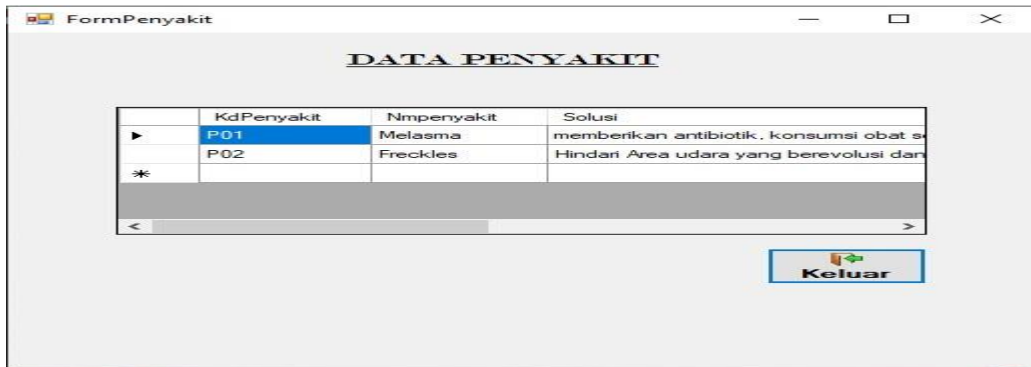 FormPenyakit
DATA PENYAKIT
KdPenyakit Nmpenyakit Solusi
P01 Melasma memberikan antibiotik, konsumsi obat
P02 Freckles Hindari Area udara yang berevolusi dan
Keluar